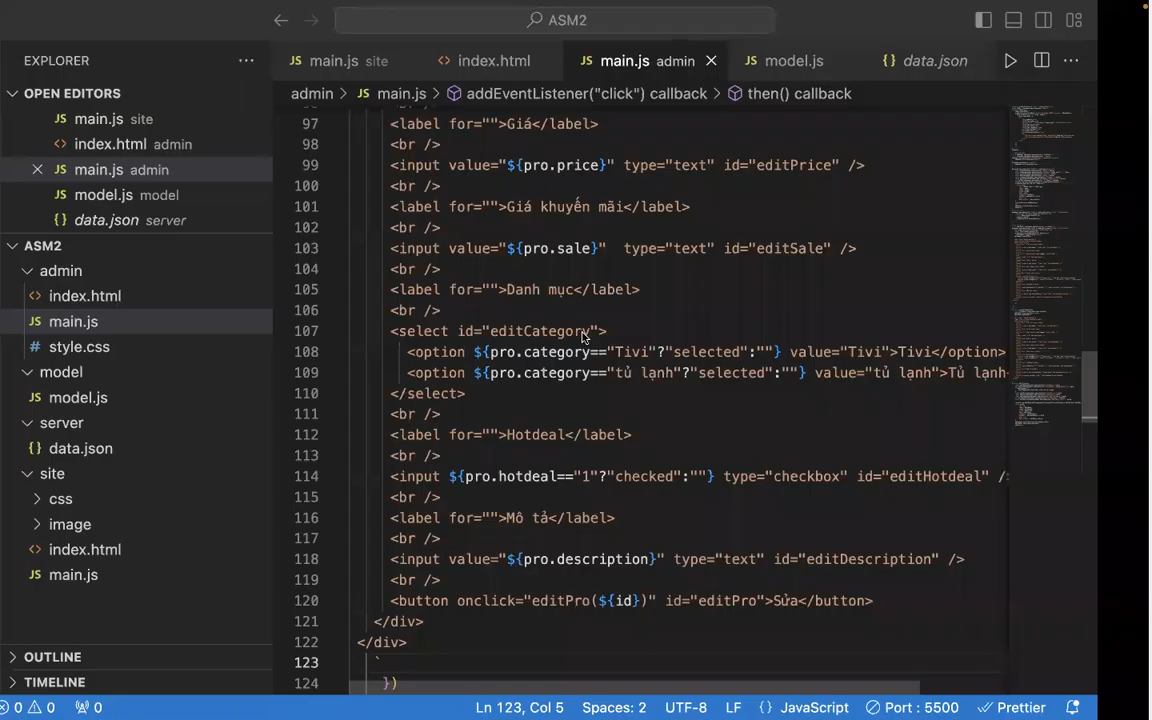 ASM2
EXPLORER
OPEN EDITORS
main.js site
index.html admin
main.js admin
model.js model
{} data.json server
ASM2
admin
index.html
main.js
style.css
model
model.js
server
data.json
site
css
image
index.html
main.js
OUTLINE
TIMELINE
JS main.js site <> index.html JS main.js admin JS model.js {} data.json
admin > JS main.js > addEventListener("click") callback > then() callback
97 <label for="">Giá</label>
98 <br />
99 <input value="${pro.price}" type="text" id="editPrice" />
100 <br />
101 <label for="">Giá khuyến mãi</label>
102 <br />
103 <input value="${pro.sale}"  type="text" id="editSale" />
104 <br />
105 <label for="">Danh mục</label>
106 <br />
107 <select id="editCategory">
108 <option ${pro.category=="Tivi"?"selected":""} value="Tivi">Tivi</option>
109 <option ${pro.category=="tủ lạnh"?"selected":""} value="tủ lạnh">Tủ lạnh
110 </select>
111 <br />
112 <label for="">Hotdeal</label>
113 <br />
114 <input ${pro.hotdeal=="1"?"checked":""} type="checkbox" id="editHotdeal" />
115 <br />
116 <label for="">Mô tả</label>
117 <br />
118 <input value="${pro.description}" type="text" id="editDescription" />
119 <br />
120 <button onclick="editPro(${id})" id="editPro">Sửa</button>
121 </div>
122 </div>
123 `
124 })
0 0 0 Ln 123, Col 5 Spaces: 2 UTF-8 LF {} JavaScript Port : 5500 Prettier